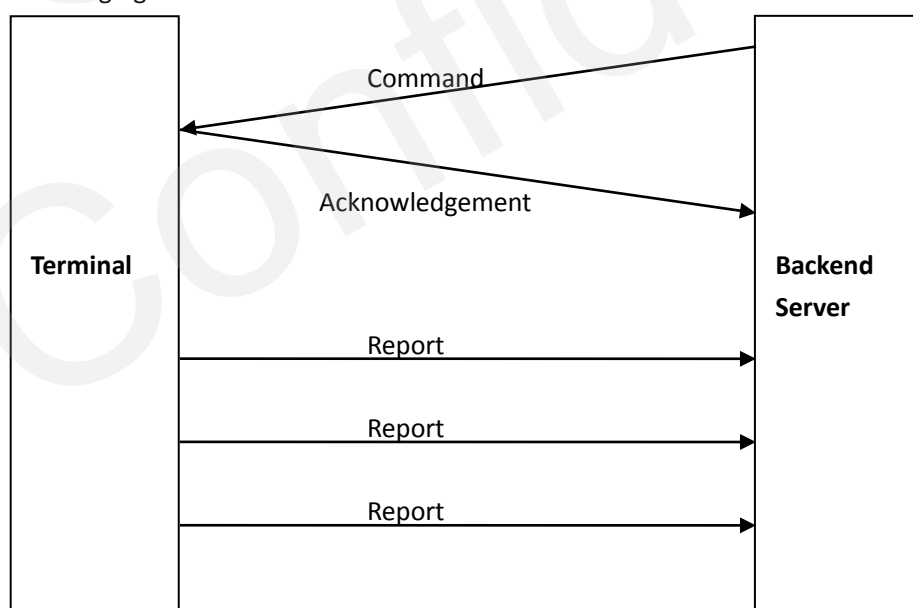 Command
Acknowledgement
Terminal
Backend
Server
Report
Report
Report